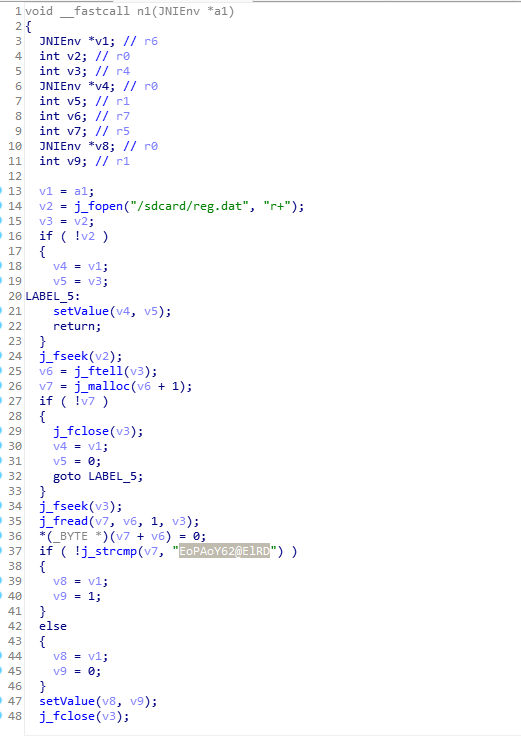 1 void __fastcall n1(JNIEnv *a1)
2 {
3   JNIEnv *v1; // r6
4   int v2; // r0
5   int v3; // r4
6   JNIEnv *v4; // r0
7   int v5; // r1
8   int v6; // r7
9   int v7; // r5
10   JNIEnv *v8; // r0
11   int v9; // r1
12
13   v1 = a1;
14   v2 = j_fopen("/sdcard/reg.dat", "r+");
15   v3 = v2;
16   if ( !v2 )
17   {
18     v4 = v1;
19     v5 = v3;
20 LABEL_5:
21     setValue(v4, v5);
22     return;
23   }
24   j_fseek(v2);
25   v6 = j_ftell(v3);
26   v7 = j_malloc(v6 + 1);
27   if ( !v7 )
28   {
29     j_fclose(v3);
30     v4 = v1;
31     v5 = 0;
32     goto LABEL_5;
33   }
34   j_fseek(v3);
35   j_fread(v7, v6, 1, v3);
36   *(_BYTE *)(v7 + v6) = 0;
37   if ( !j_strcmp(v7, "EoPAoY62@ElRD") )
38   {
39     v8 = v1;
40     v9 = 1;
41   }
42   else
43   {
44     v8 = v1;
45     v9 = 0;
46   }
47   setValue(v8, v9);
48   j_fclose(v3);